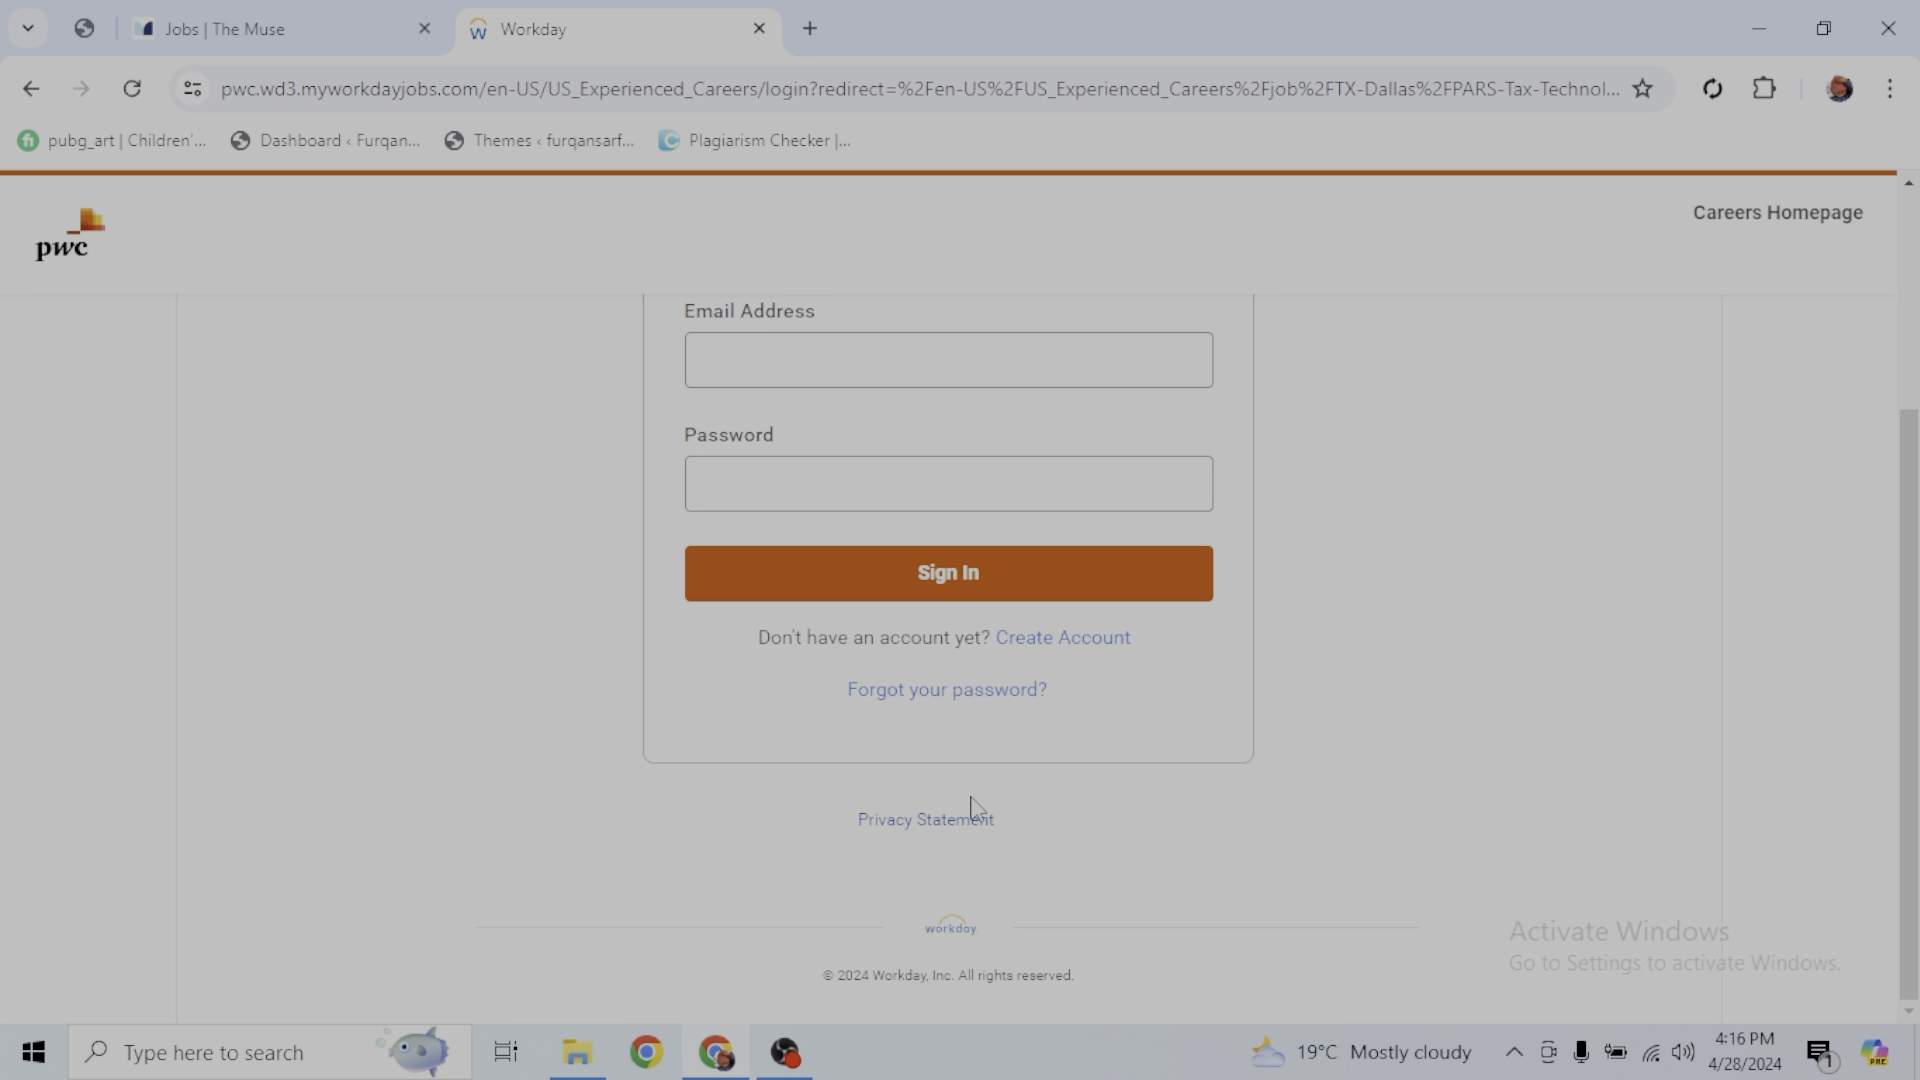 Jobs | The Muse
Workday
pwc.wd3.myworkdayjobs.com/en-US/US_Experienced_Careers/login?redirect=%2Fen-US%2FUS_Experienced_Careers%2Fjob%2FTX-Dallas%2FPARS-Tax-Technol...
pubg_art | Children'...
Dashboard ‹ Furqan...
Themes ‹ furqansarf...
Plagiarism Checker |...
pwc
Careers Homepage
Email Address
Password
Sign In
Don't have an account yet? Create Account
Forgot your password?
Privacy Statement
workday.
© 2024 Workday, Inc. All rights reserved.
Activate Windows
Go to Settings to activate Windows.
Type here to search
19°C Mostly cloudy
4:16 PM
4/28/2024
1
PRE